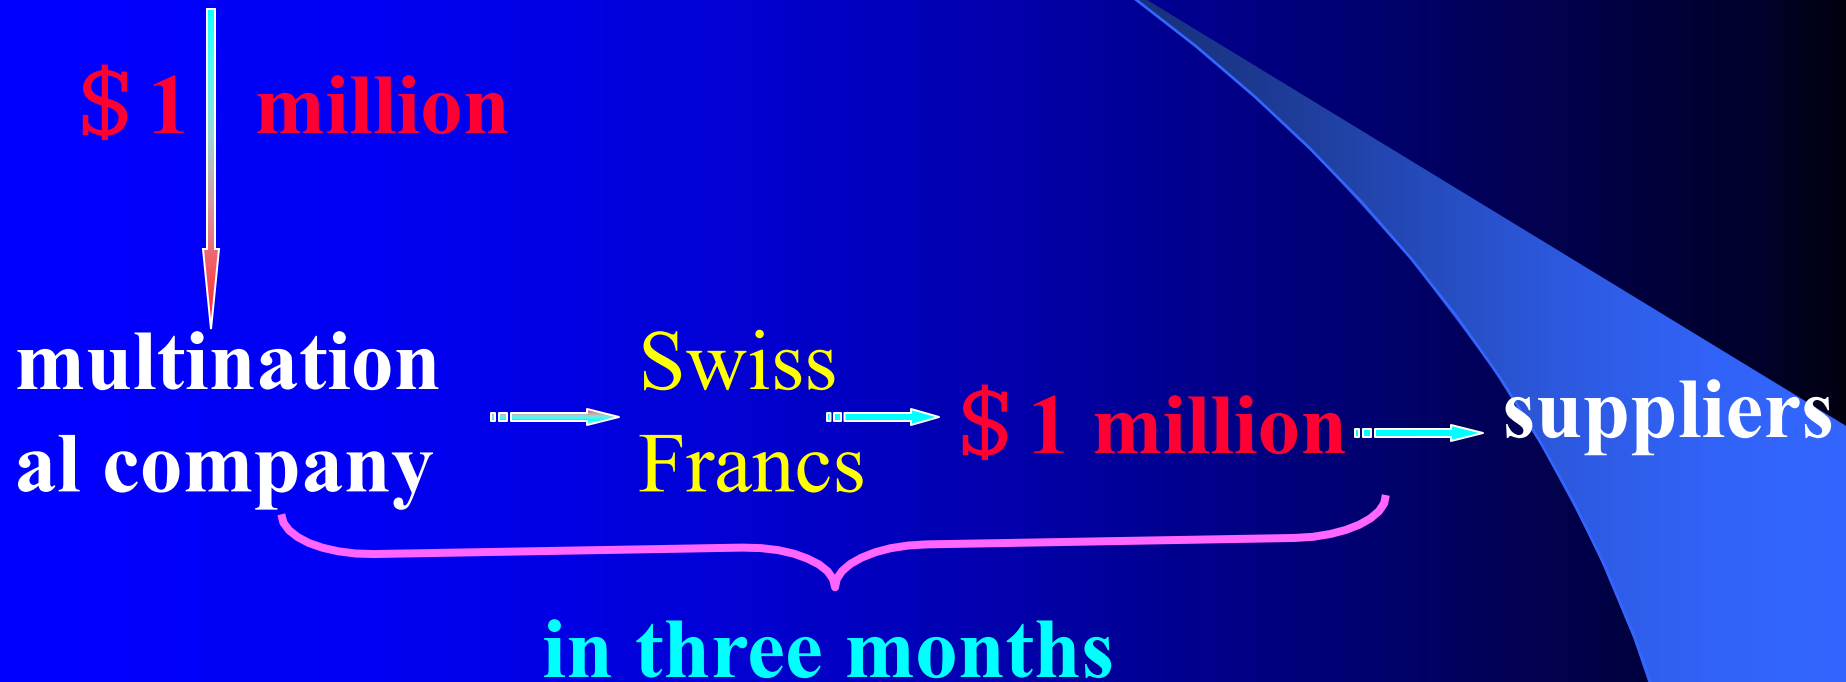 $ 1 million
multination
al company
Swiss
Francs
$ 1 million
suppliers
in three months